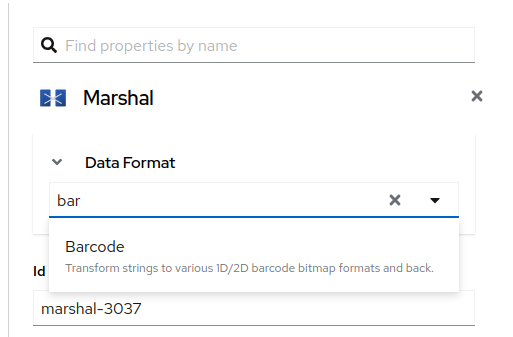 Find properties by name
Marshal
Data Format
bar
Barcode
Transform strings to various 1D/2D barcode bitmap formats and back.
Id
marshal-3037